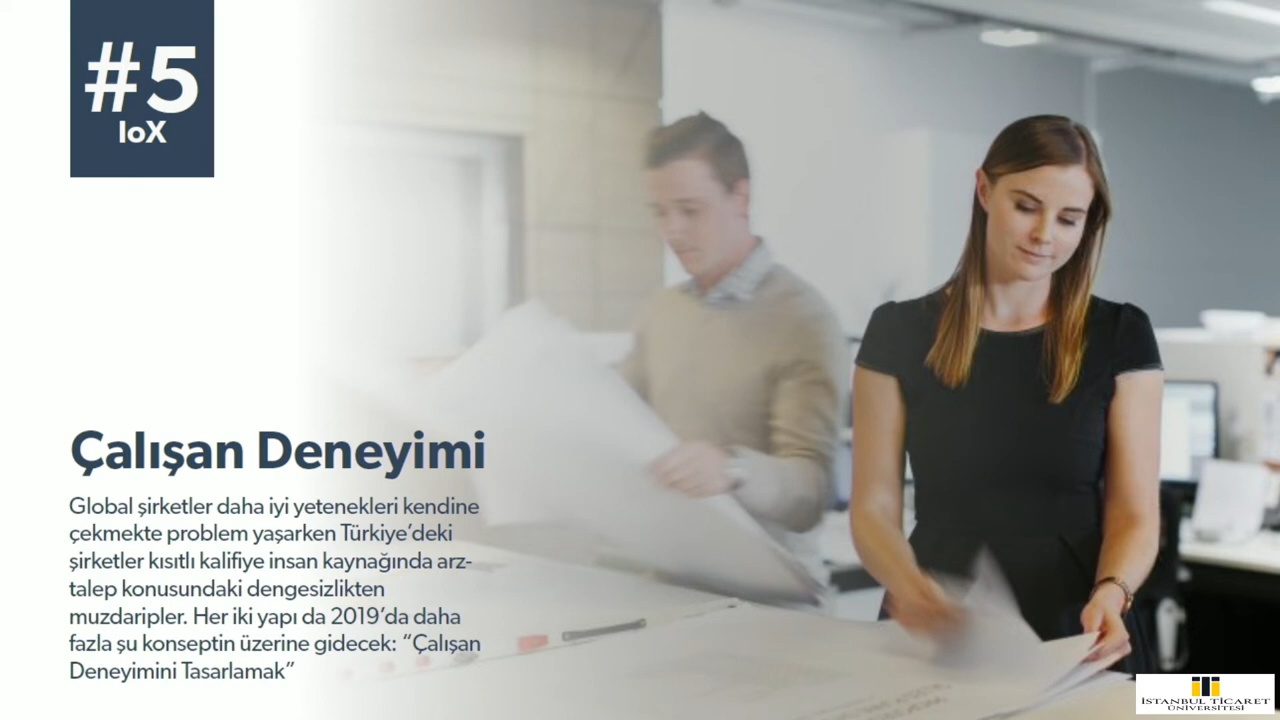 #5
IoX
Çalışan Deneyimi
Global şirketler daha iyi yetenekleri kendine
çekmekte problem yaşarken Türkiye’deki
şirketler kısıtlı kalifiye insan kaynağında arz-
talep konusundaki dengesizlikten
muzdaripler. Her iki yapı da 2019’da daha
fazla şu konseptin üzerine gidecek: “Çalışan
Deneyimini Tasarlamak”
İSTANBUL TİCARET
ÜNİVERSİTESİ